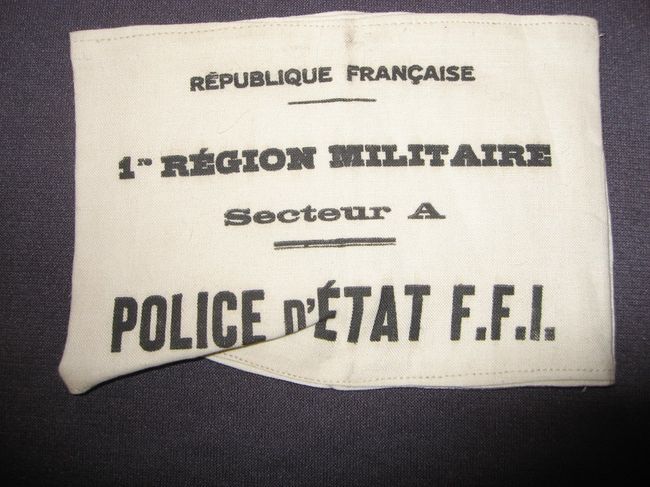 RÉPUBLIQUE FRANÇAISE
1re RÉGION MILITAIRE
Secteur A
POLICE D'ÉTAT F.F.I.